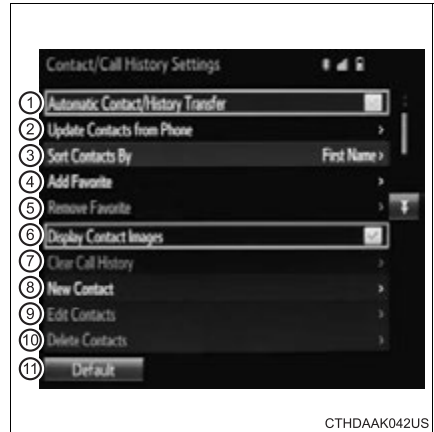 Contact/Call History Settings
1 Automatic Contact/History Transfer
2 Update Contacts from Phone
3 Sort Contacts By First Name
4 Add Favorite
5 Remove Favorite
6 Display Contact Images
7 Clear Call History
8 New Contact
9 Edit Contacts
10 Delete Contacts
11 Default
CTHDAAK042US